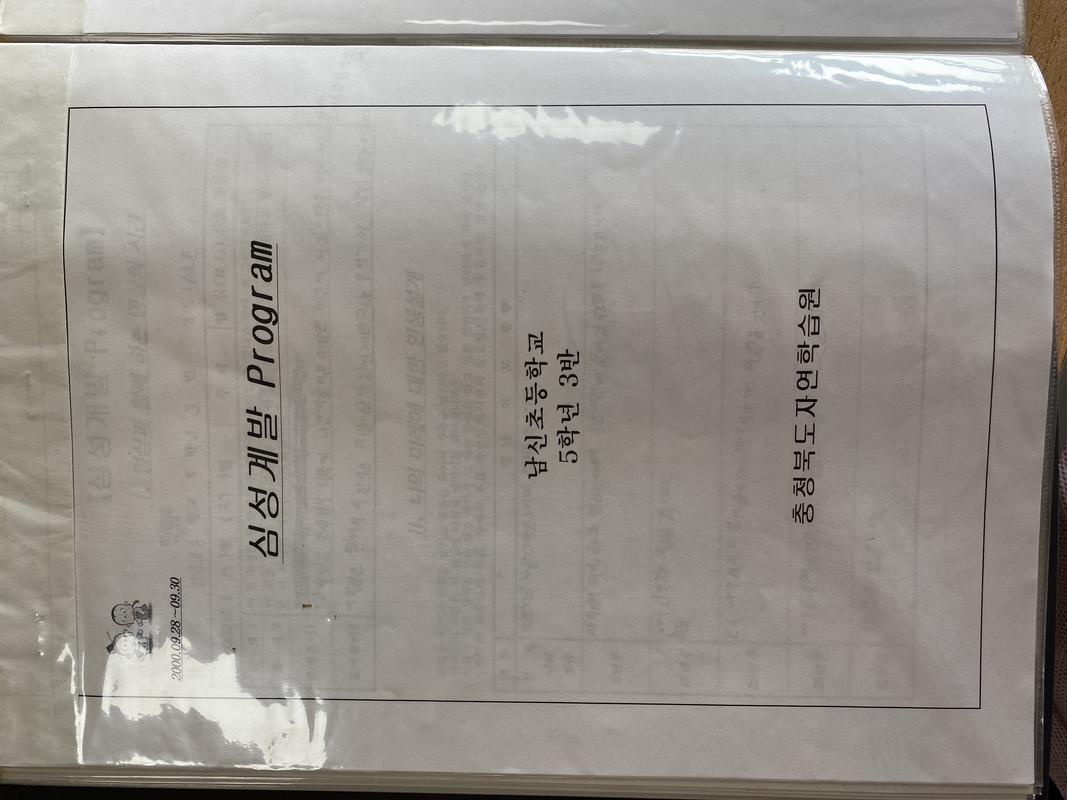 2000.09.28 ~09.30
심성계발 Program
남신초등학교
5학년 3반
충청북도자연학습원